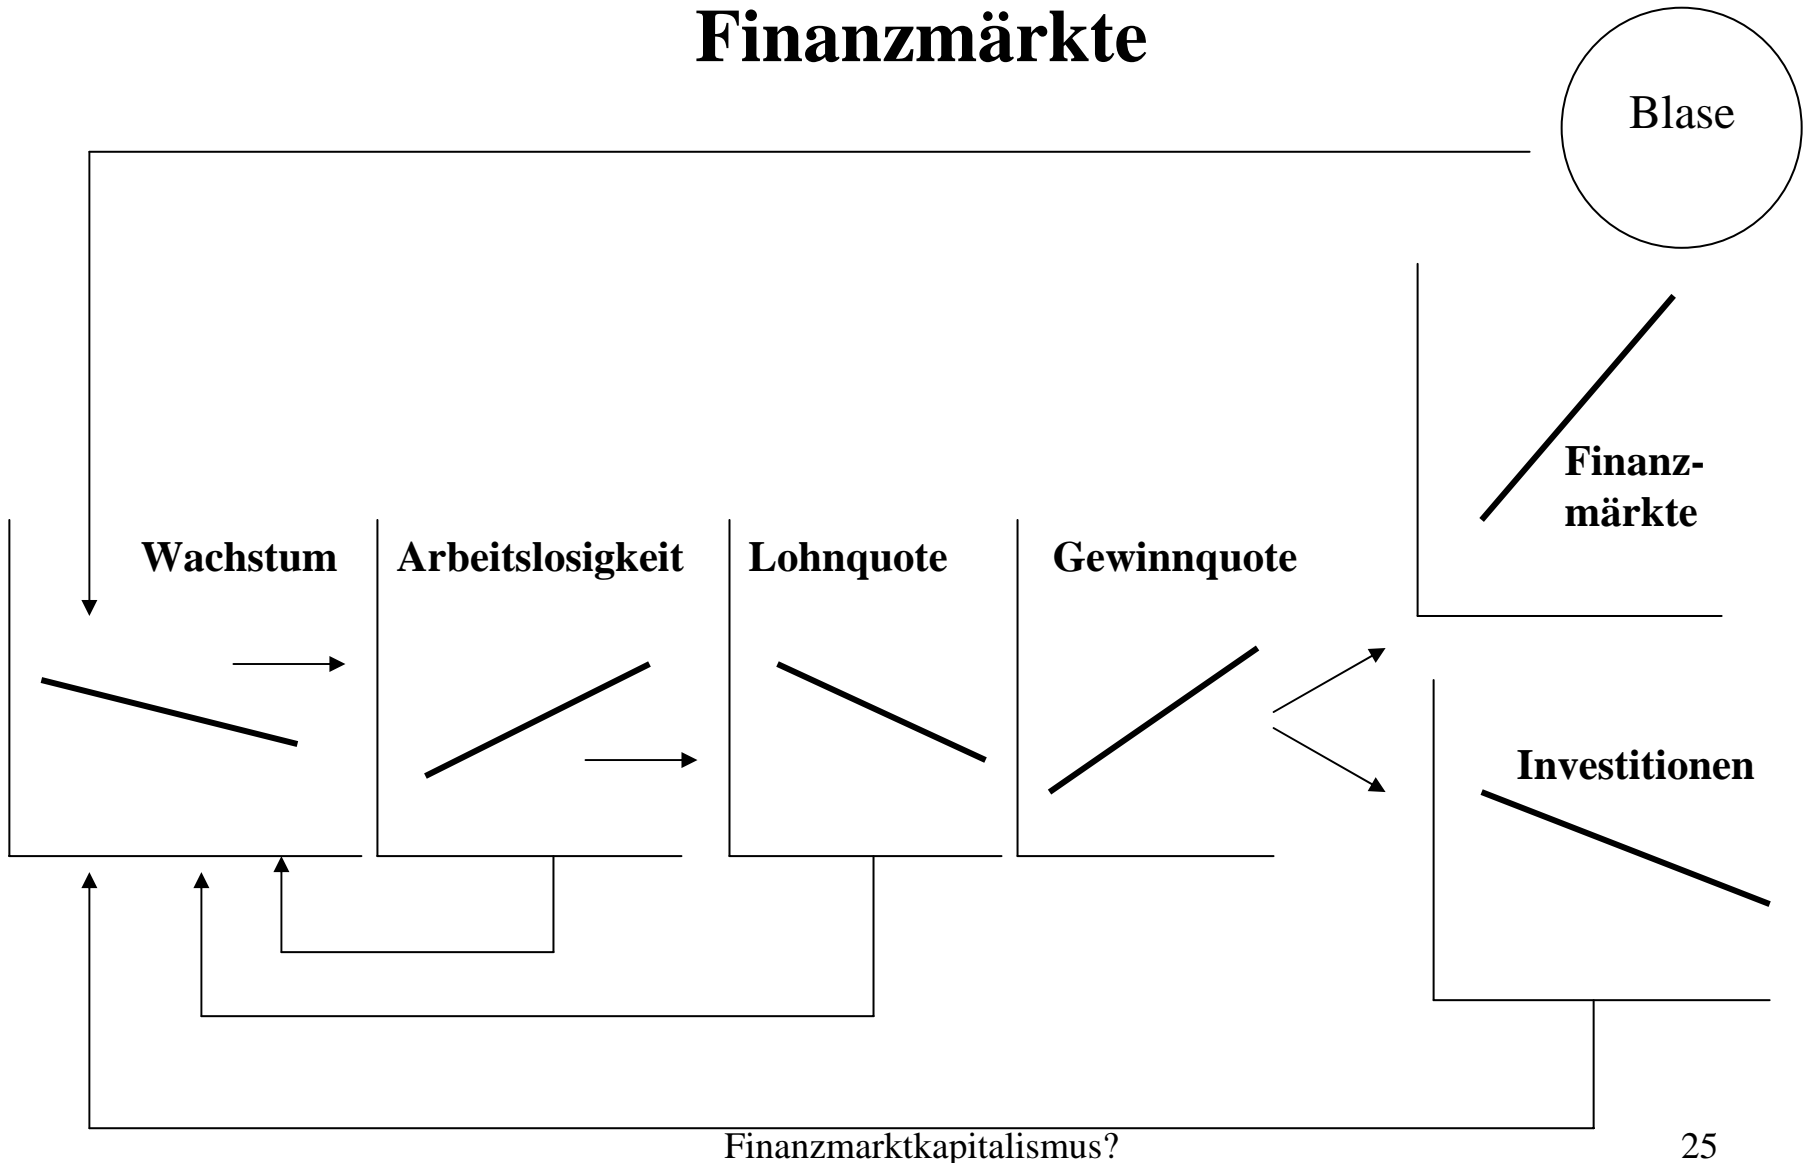 Finanzmärkte
Blase
Finanz-
märkte
Wachstum
Arbeitslosigkeit
Lohnquote
Gewinnquote
Investitionen
Finanzmarktkapitalismus?
25